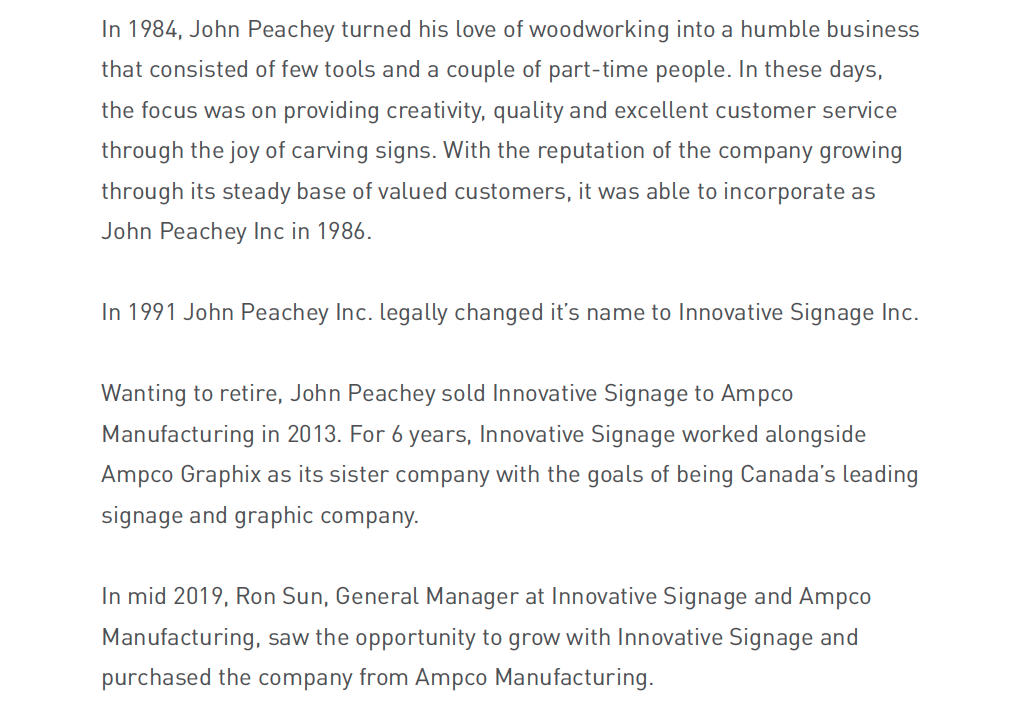 In 1984, John Peachey turned his love of woodworking into a humble business
that consisted of few tools and a couple of part-time people. In these days,
the focus was on providing creativity, quality and excellent customer service
through the joy of carving signs. With the reputation of the company growing
through its steady base of valued customers, it was able to incorporate as
John Peachey Inc in 1986.
In 1991 John Peachey Inc. legally changed it’s name to Innovative Signage Inc.
Wanting to retire, John Peachey sold Innovative Signage to Ampco
Manufacturing in 2013. For 6 years, Innovative Signage worked alongside
Ampco Graphix as its sister company with the goals of being Canada’s leading
signage and graphic company.
In mid 2019, Ron Sun, General Manager at Innovative Signage and Ampco
Manufacturing, saw the opportunity to grow with Innovative Signage and
purchased the company from Ampco Manufacturing.